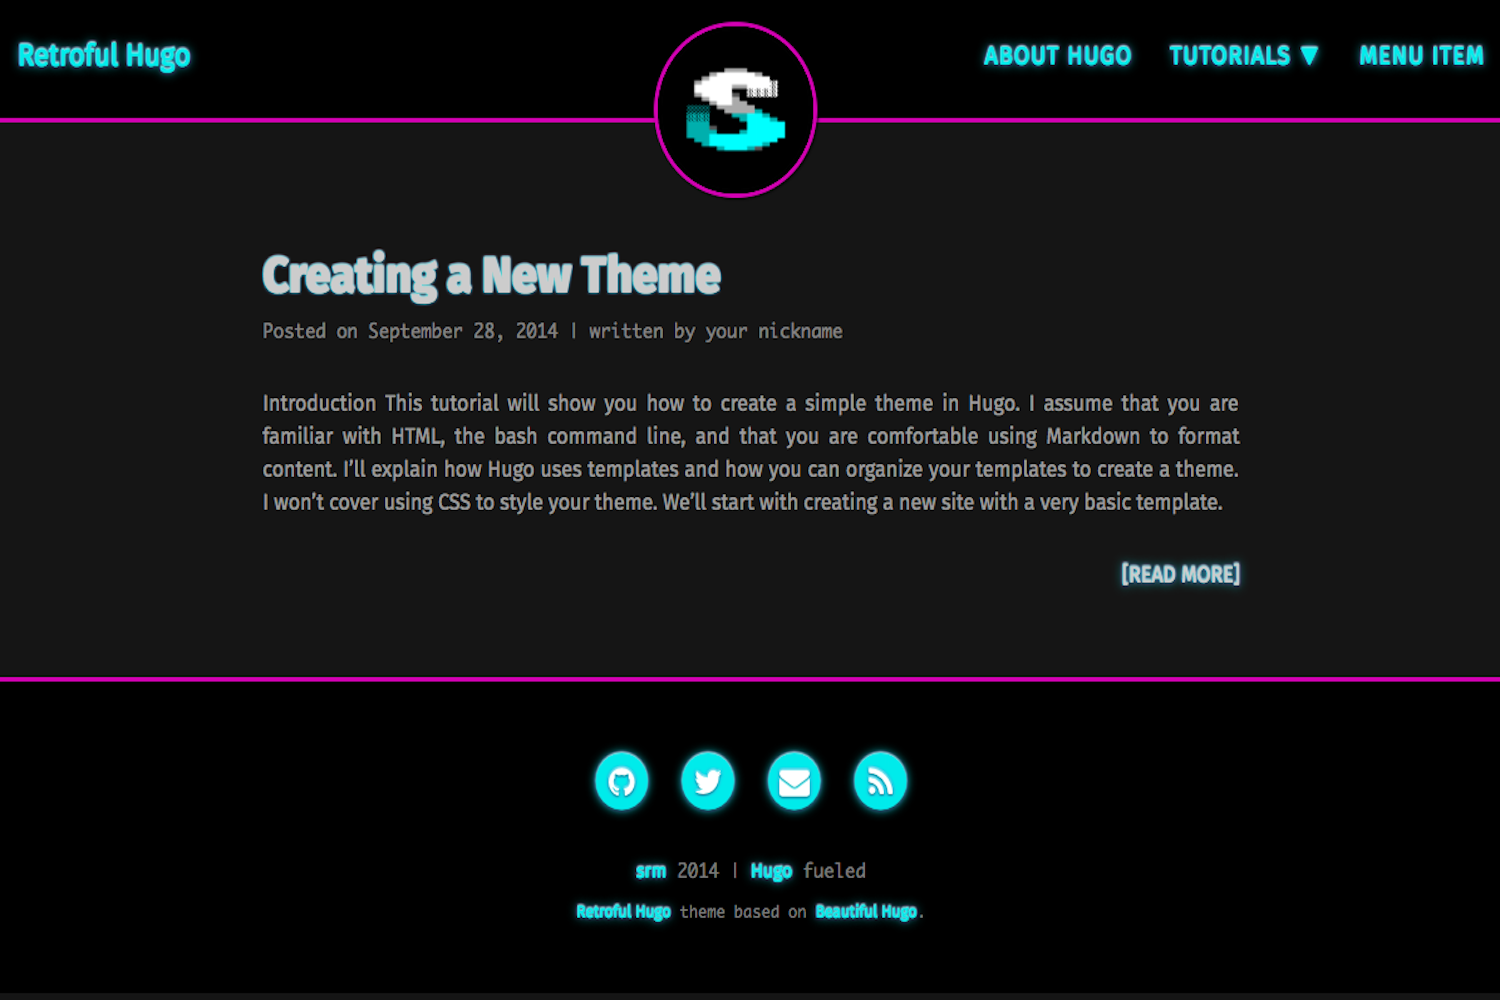 Retroful Hugo
ABOUT HUGO TUTORIALS ▼ MENU ITEM
S
Creating a New Theme
Posted on September 28, 2014 | written by your nickname
Introduction This tutorial will show you how to create a simple theme in Hugo. I assume that you are
familiar with HTML, the bash command line, and that you are comfortable using Markdown to format
content. I’ll explain how Hugo uses templates and how you can organize your templates to create a theme.
I won’t cover using CSS to style your theme. We’ll start with creating a new site with a very basic template.
[READ MORE]
srm 2014 | Hugo fueled
Retroful Hugo theme based on Beautiful Hugo.